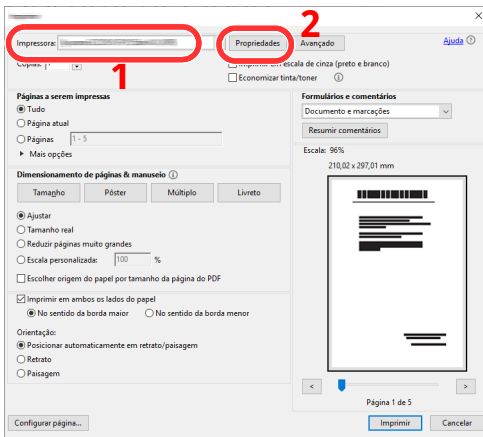 2
Impressora:
Propriedades
Avançado
Ajuda
1
Cópias: 1
Imprimir em escala de cinza (preto e branco)
Economizar tinta/toner
Páginas a serem impressas
Tudo
Página atual
Páginas 1 - 5
Mais opções
Formulários e comentários
Documento e marcações
Resumir comentários
Escala: 96%
210,02 x 297,01 mm
Dimensionamento de páginas & manuseio
Tamanho
Pôster
Múltiplo
Livreto
Ajustar
Tamanho real
Reduzir páginas muito grandes
Escala personalizada: 100 %
Escolher origem do papel por tamanho da página do PDF
Imprimir em ambos os lados do papel
No sentido da borda maior
No sentido da borda menor
Orientação:
Posicionar automaticamente em retrato/paisagem
Retrato
Paisagem
<
>
Página 1 de 5
Configurar página...
Imprimir
Cancelar